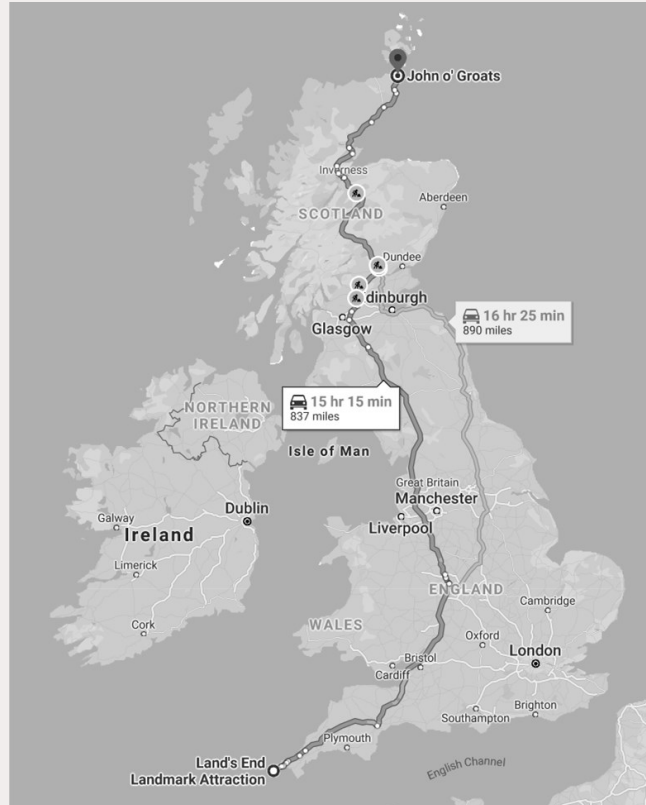 John o' Groats
Inverness
Aberdeen
SCOTLAND
Dundee
dinburgh
Glasgow
16 hr 25 min
890 miles
15 hr 15 min
837 miles
NORTHERN
IRELAND
Isle of Man
Great Britain
Manchester
Dublin
Liverpool
Galway
Ireland
Limerick
ENGLAND
Cambridge
WALES
Cork
Oxford
London
Bristol
Cardiff
Brighton
Southampton
Plymouth
Land's End
Landmark Attraction
English Channel